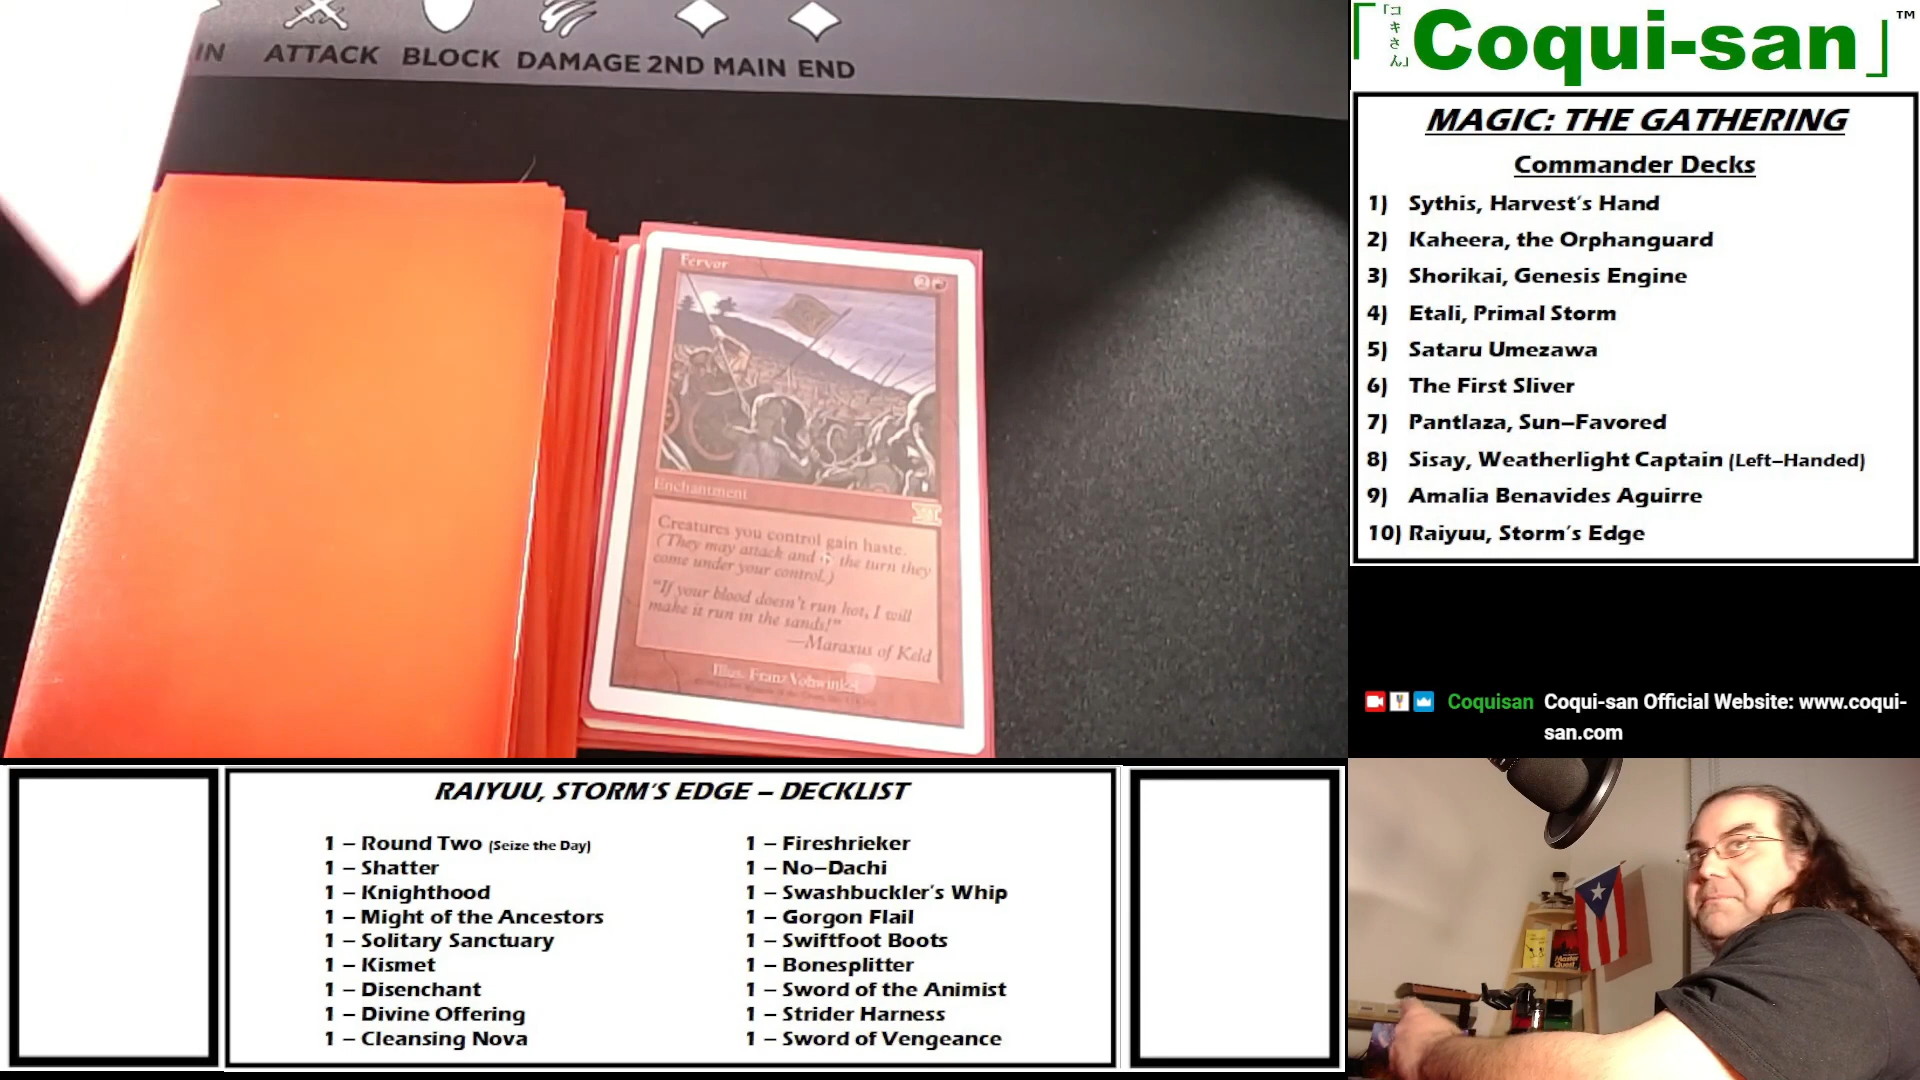 IN ATTACK BLOCK DAMAGE 2ND MAIN END
Fervor
2
Enchantment
Creatures you control gain haste.
(They may attack and the turn they
come under your control.)
"If your blood doesn't run hot, I will
make it run in the sands!"
—Maraxus of Keld
Illus. Franz Vohwinkel
「コキさん」
「Coqui-san」™
MAGIC: THE GATHERING
Commander Decks
1) Sythis, Harvest's Hand
2) Kaheera, the Orphanguard
3) Shorikai, Genesis Engine
4) Etali, Primal Storm
5) Sataru Umezawa
6) The First Sliver
7) Pantlaza, Sun–Favored
8) Sisay, Weatherlight Captain (Left–Handed)
9) Amalia Benavides Aguirre
10) Raiyuu, Storm's Edge
Coquisan Coqui-san Official Website: www.coqui-
san.com
RAIYUU, STORM'S EDGE – DECKLIST
1 – Round Two (Seize the Day)
1 – Shatter
1 – Knighthood
1 – Might of the Ancestors
1 – Solitary Sanctuary
1 – Kismet
1 – Disenchant
1 – Divine Offering
1 – Cleansing Nova
1 – Fireshrieker
1 – No–Dachi
1 – Swashbuckler's Whip
1 – Gorgon Flail
1 – Swiftfoot Boots
1 – Bonesplitter
1 – Sword of the Animist
1 – Strider Harness
1 – Sword of Vengeance
Master
Quest